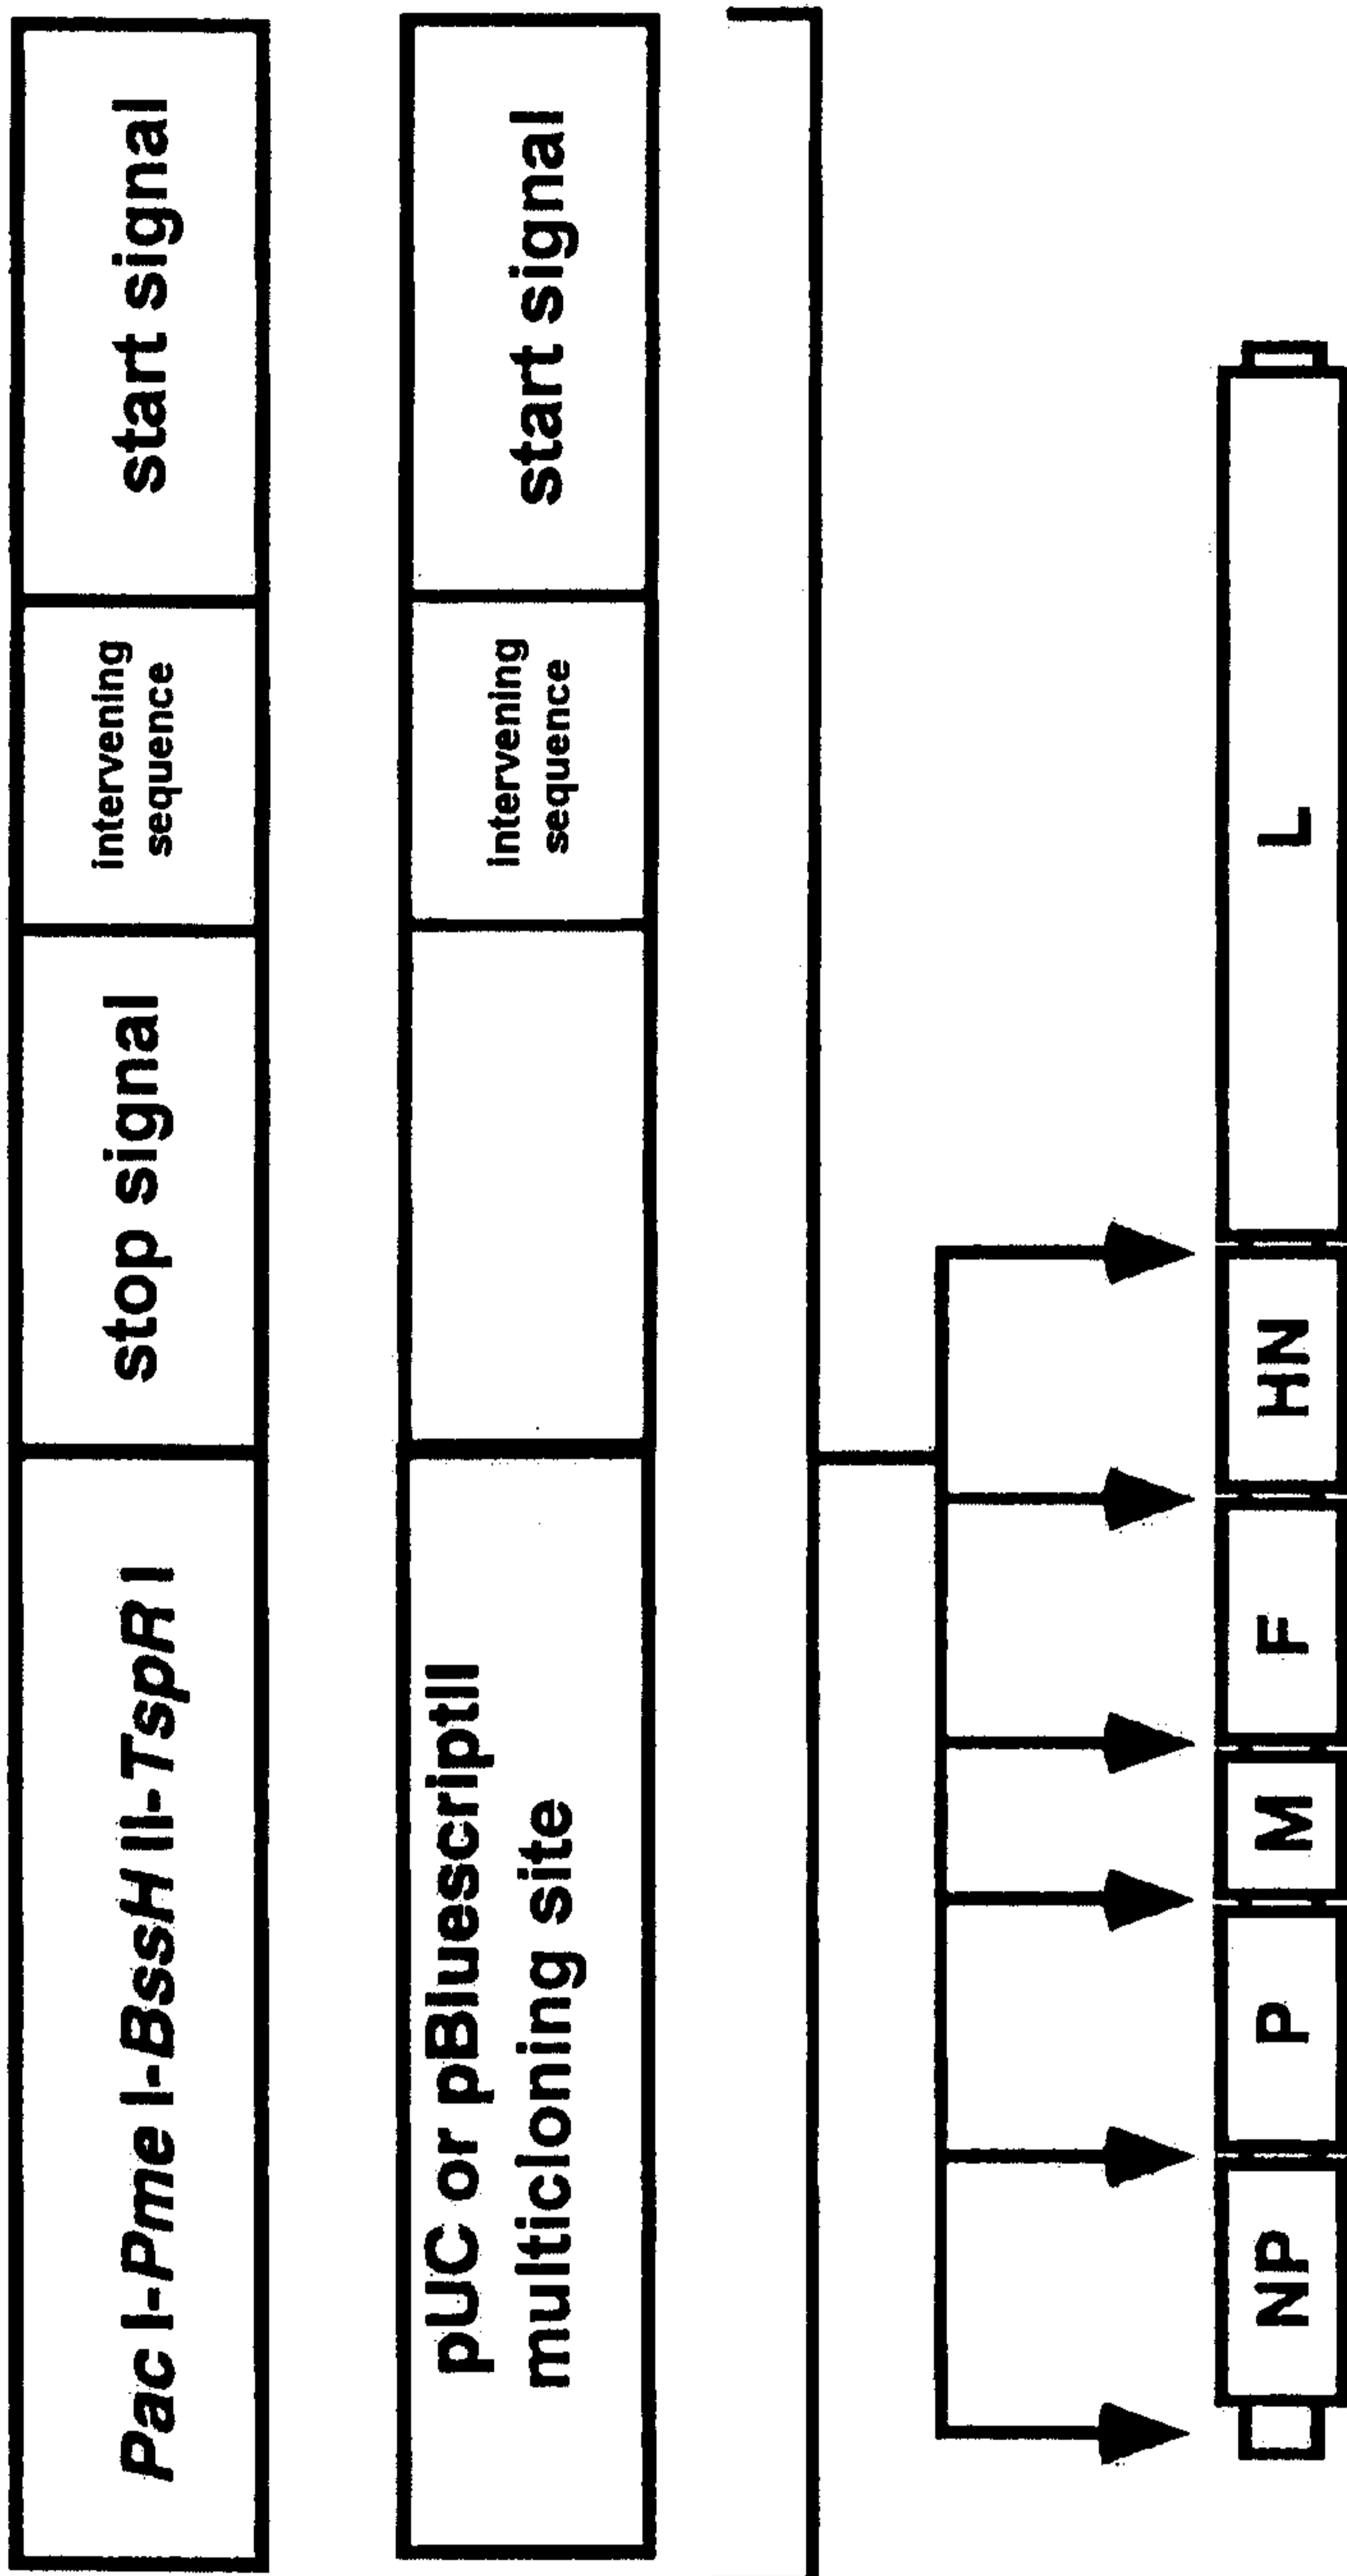 Pac I-Pme I-BssH II-TspR I
stop signal
intervening
sequence
start signal
pUC or pBluescriptII
multicloning site
intervening
sequence
start signal
NP
P
M
F
HN
L